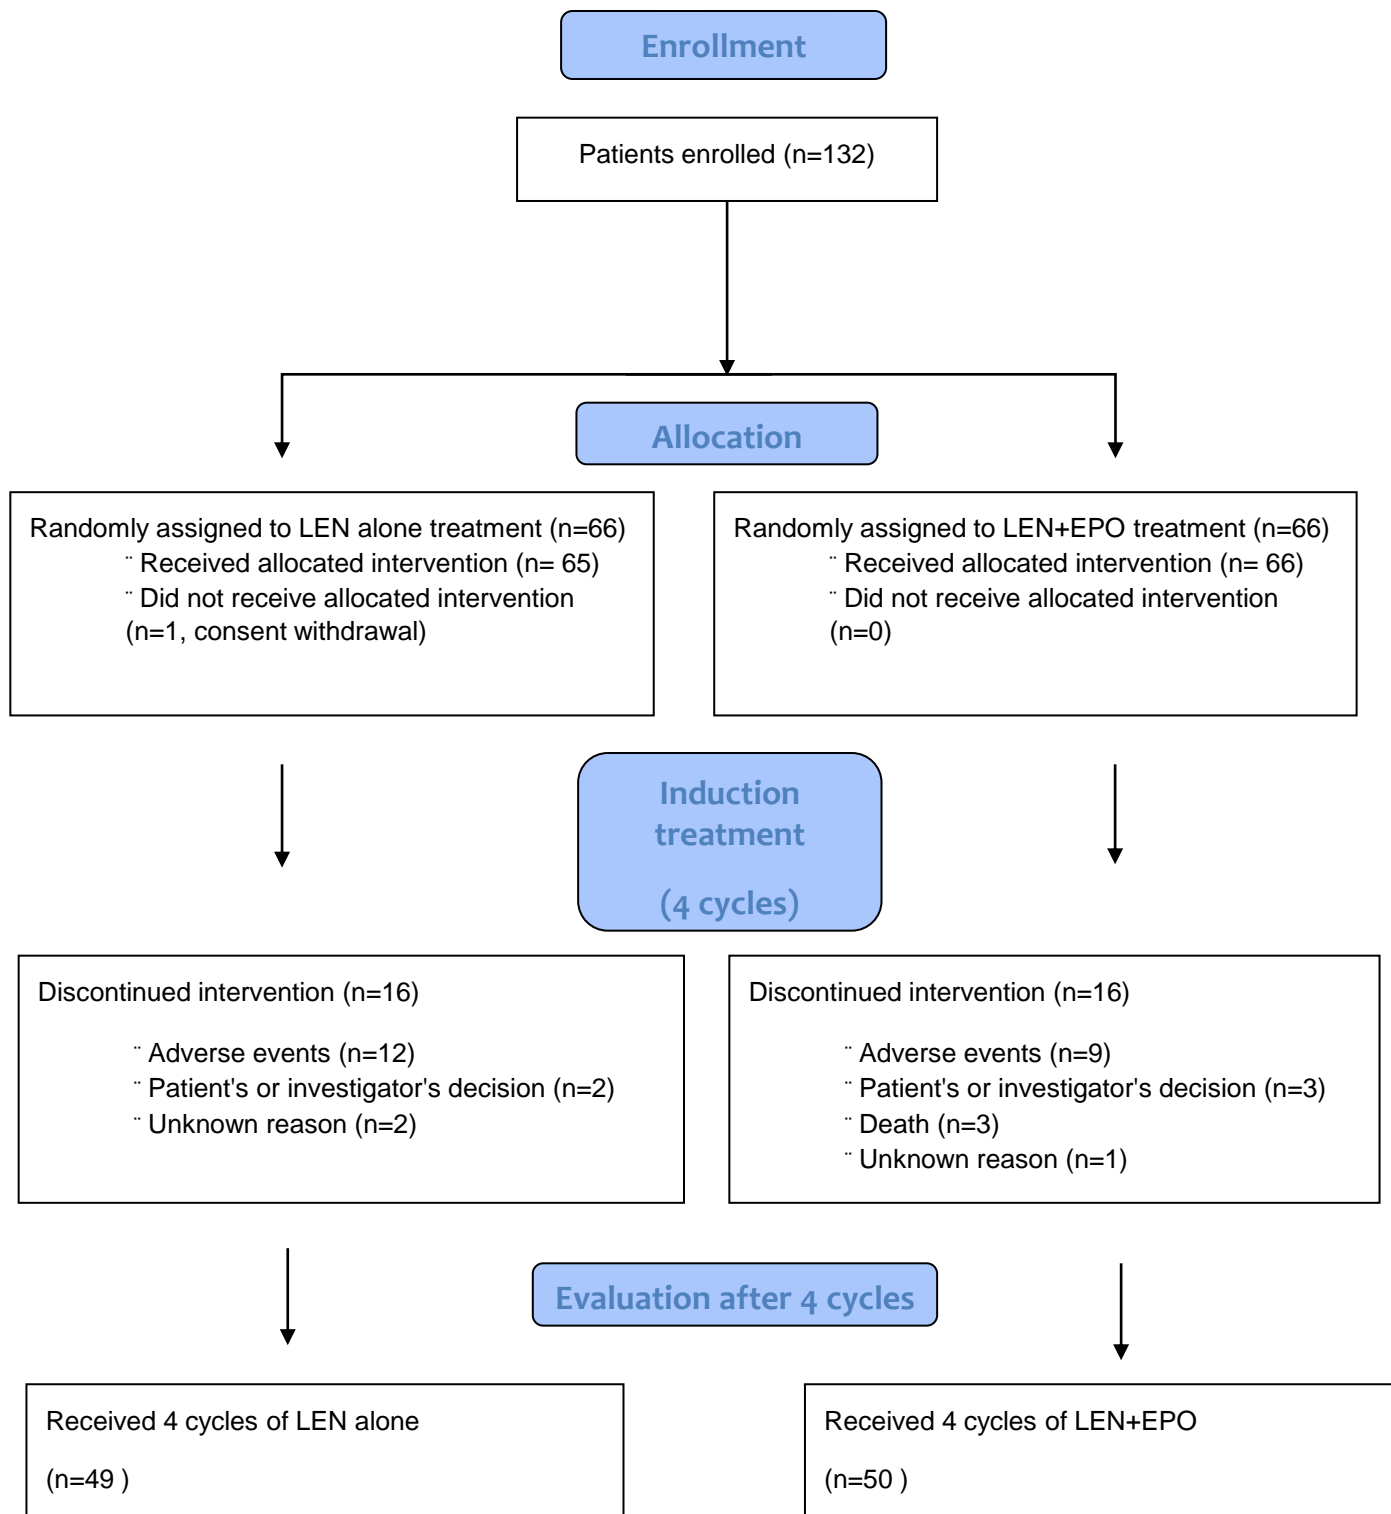 Enrollment
Patients enrolled (n=132)
Allocation
Randomly assigned to LEN alone treatment (n=66)
¨ Received allocated intervention (n= 65)
¨ Did not receive allocated intervention
(n=1, consent withdrawal)
Randomly assigned to LEN+EPO treatment (n=66)
¨ Received allocated intervention (n= 66)
¨ Did not receive allocated intervention
(n=0)
Induction
treatment
(4 cycles)
Discontinued intervention (n=16)
¨ Adverse events (n=12)
¨ Patient's or investigator's decision (n=2)
¨ Unknown reason (n=2)
Discontinued intervention (n=16)
¨ Adverse events (n=9)
¨ Patient's or investigator's decision (n=3)
¨ Death (n=3)
¨ Unknown reason (n=1)
Evaluation after 4 cycles
Received 4 cycles of LEN alone
(n=49 )
Received 4 cycles of LEN+EPO
(n=50 )